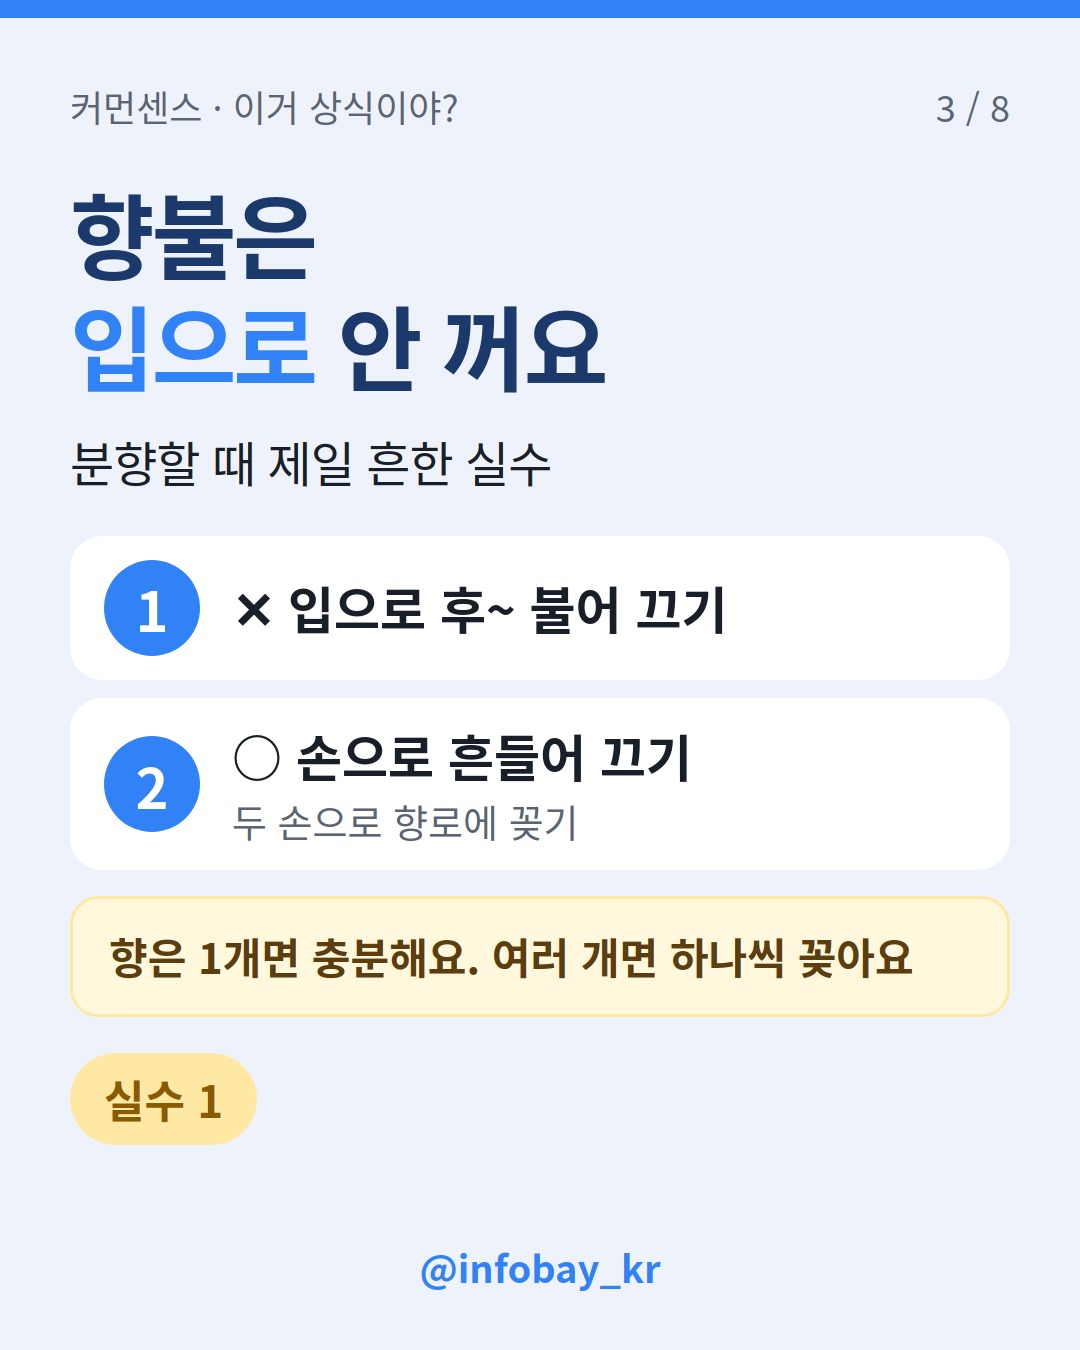 커먼센스 · 이거 상식이야?
3 / 8
향불은
입으로 안 꺼요
분향할 때 제일 흔한 실수
1
✕ 입으로 후~ 불어 끄기
2
○ 손으로 흔들어 끄기
두 손으로 향로에 꽂기
향은 1개면 충분해요. 여러 개면 하나씩 꽂아요
실수 1
@infobay_kr